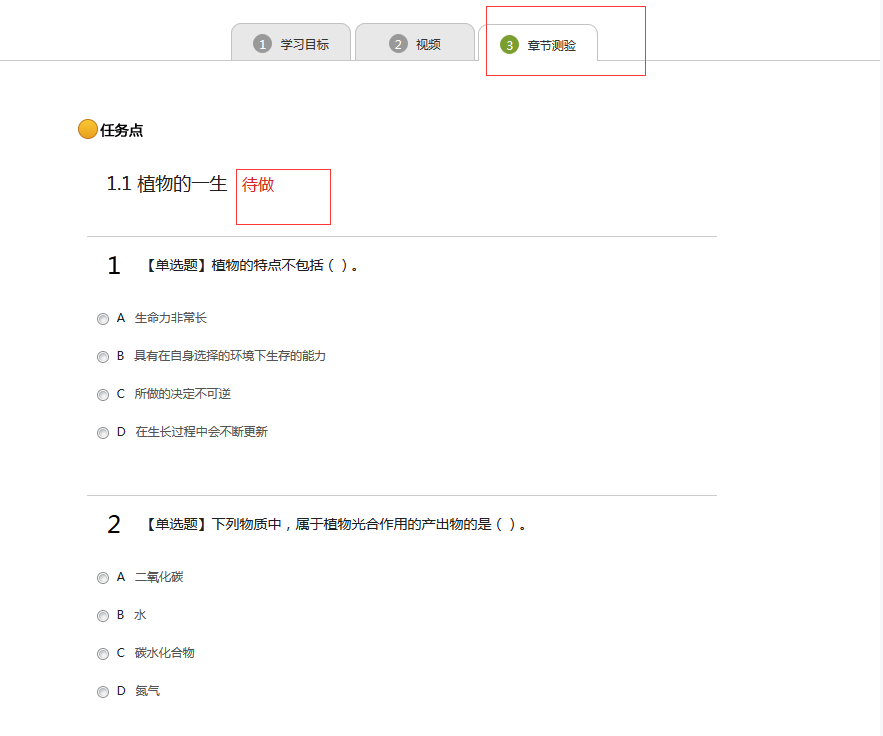 1 学习目标 2 视频 3 章节测验
任务点
1.1 植物的一生 待做
1 【单选题】植物的特点不包括（ ）。
A 生命力非常长
B 具有在自身选择的环境下生存的能力
C 所做的决定不可逆
D 在生长过程中会不断更新
2 【单选题】下列物质中，属于植物光合作用的产出物的是（ ）。
A 二氧化碳
B 水
C 碳水化合物
D 氮气